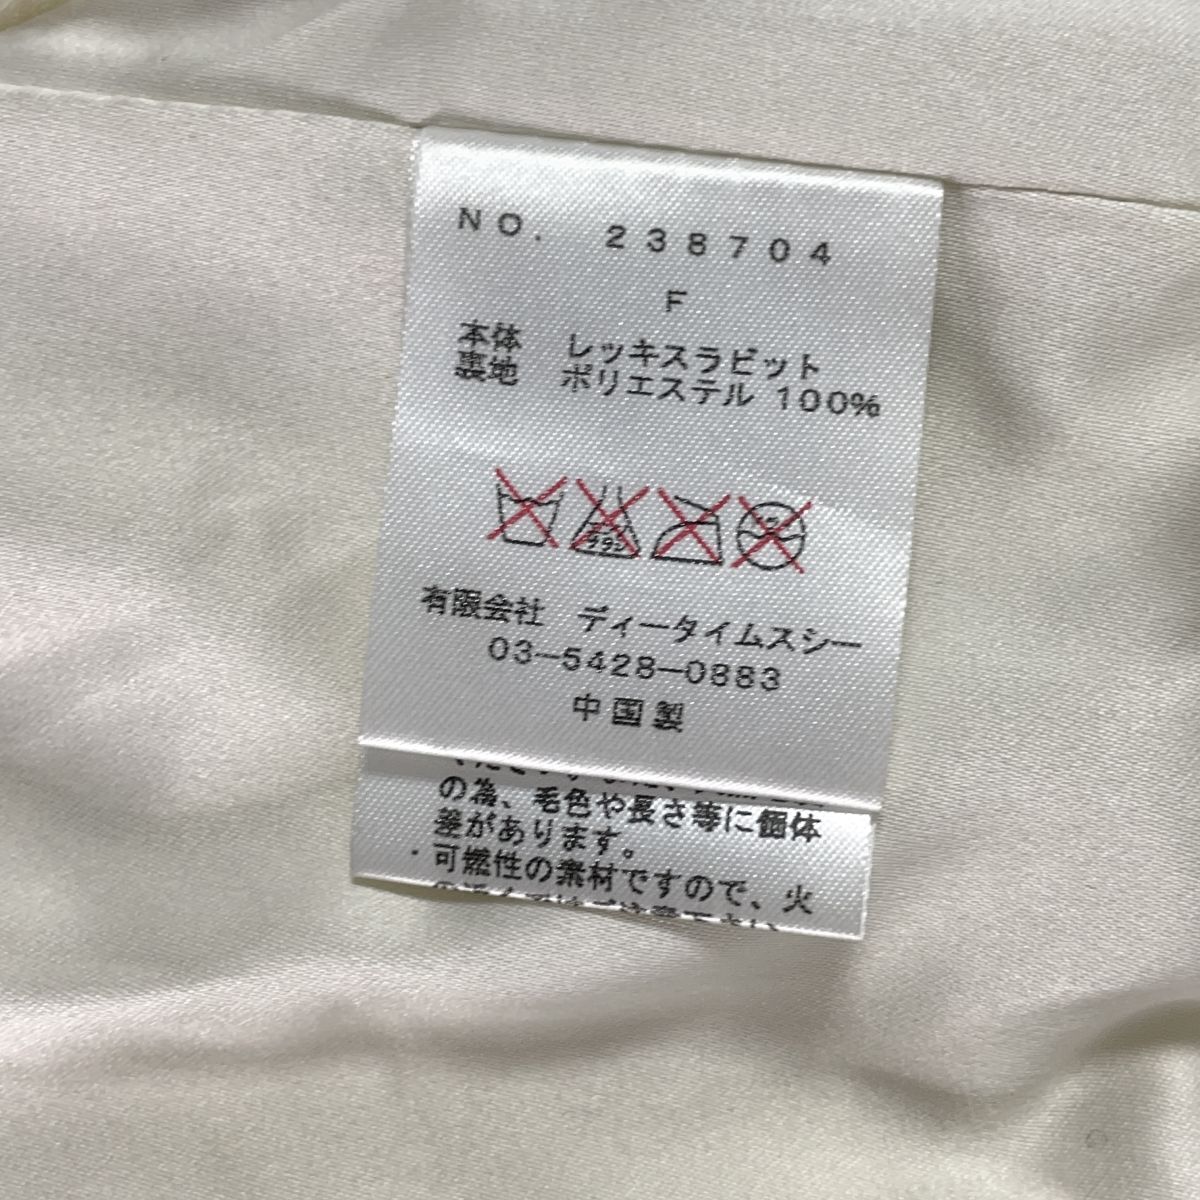 NO. 238704
F
本体 レッキスラビット
裏地 ポリエステル 100%
有限会社 ディータイムスシー
03-5428-0883
中国製
の為、毛色や長さ等に個体
差があります。
・可燃性の素材ですので、火